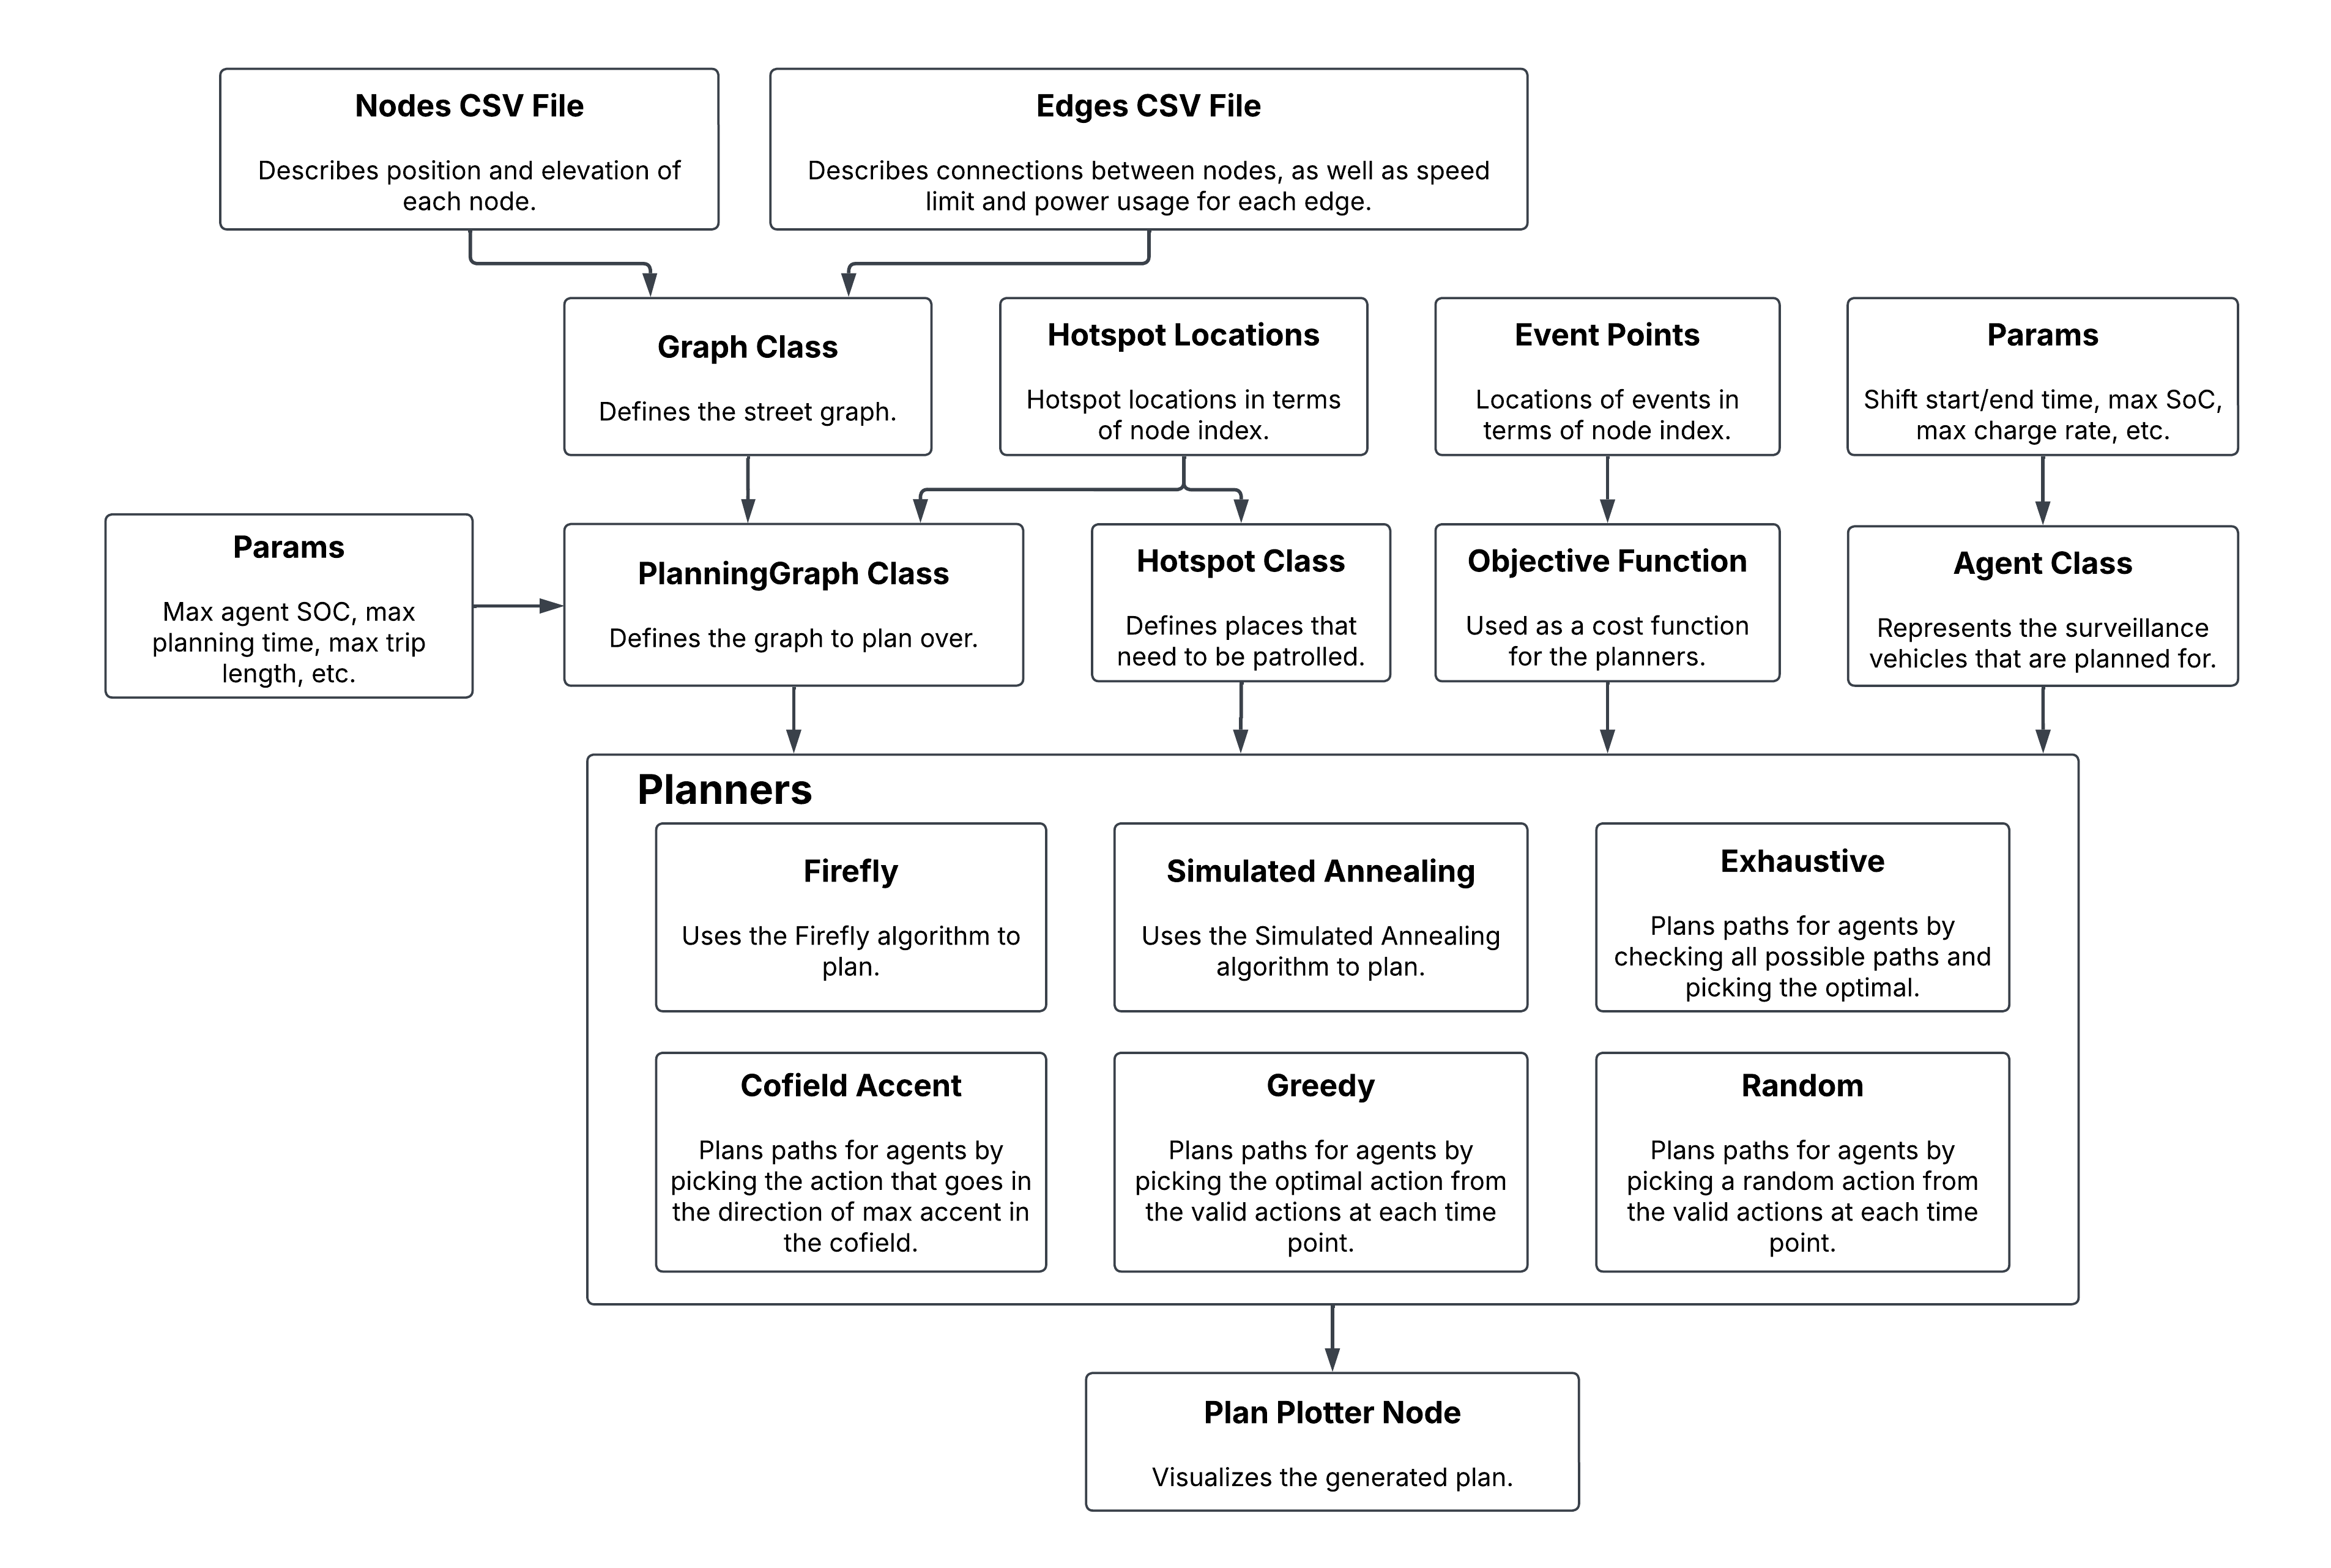 Nodes CSV File
Describes position and elevation of
each node.
Edges CSV File
Describes connections between nodes, as well as speed
limit and power usage for each edge.
Graph Class
Defines the street graph.
Hotspot Locations
Hotspot locations in terms
of node index.
Event Points
Locations of events in
terms of node index.
Params
Shift start/end time, max SoC,
max charge rate, etc.
Params
Max agent SOC, max
planning time, max trip
length, etc.
PlanningGraph Class
Defines the graph to plan over.
Hotspot Class
Defines places that
need to be patrolled.
Objective Function
Used as a cost function
for the planners.
Agent Class
Represents the surveillance
vehicles that are planned for.
Planners
Firefly
Uses the Firefly algorithm to
plan.
Simulated Annealing
Uses the Simulated Annealing
algorithm to plan.
Exhaustive
Plans paths for agents by
checking all possible paths and
picking the optimal.
Cofield Accent
Plans paths for agents by
picking the action that goes in
the direction of max accent in
the cofield.
Greedy
Plans paths for agents by
picking the optimal action from
the valid actions at each time
point.
Random
Plans paths for agents by
picking a random action from
the valid actions at each time
point.
Plan Plotter Node
Visualizes the generated plan.